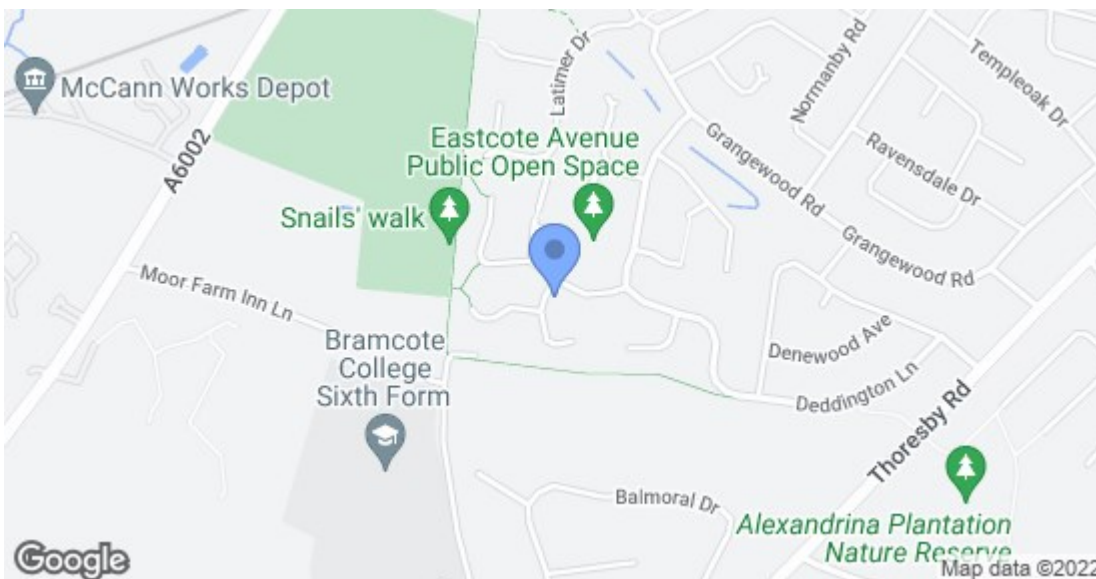 McCann Works Depot
A6002
Latimer Dr
Normanby Rd
Templeoak Dr
Eastcote Avenue
Public Open Space
Grangewood Rd
Ravensdale Dr
Snails' walk
Grangewood Rd
Moor Farm Inn Ln
Bramcote
College
Sixth Form
Denewood Ave
Deddington Ln
Thoresby Rd
Balmoral Dr
Alexandrina Plantation
Nature Reserve
Google
Map data ©2022